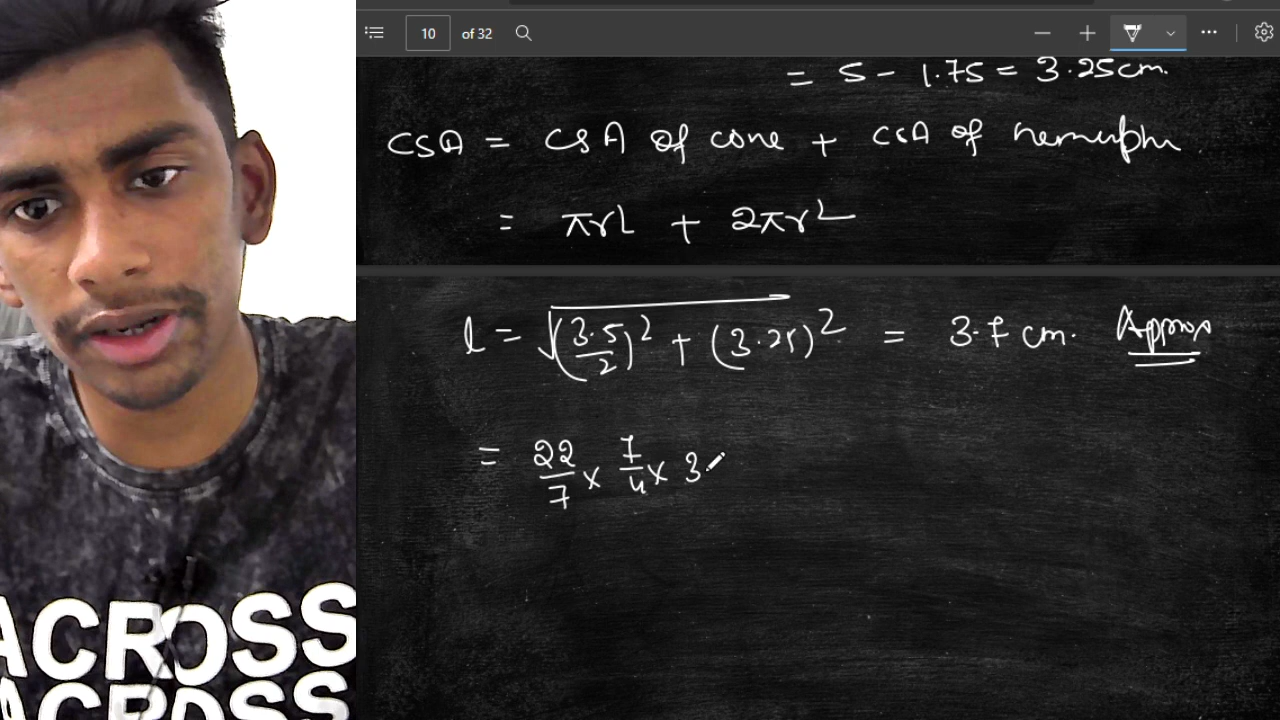 10 of 32
= 5 - 1.75 = 3.25cm.
CSA = CSA of cone + CSA of
= πrl + 2πr²
l = √(3.5/2)² + (3.25)² = 3.7 cm. Approx
= 22/7 x 7/4 x 3.
ACROSS
ACROSS